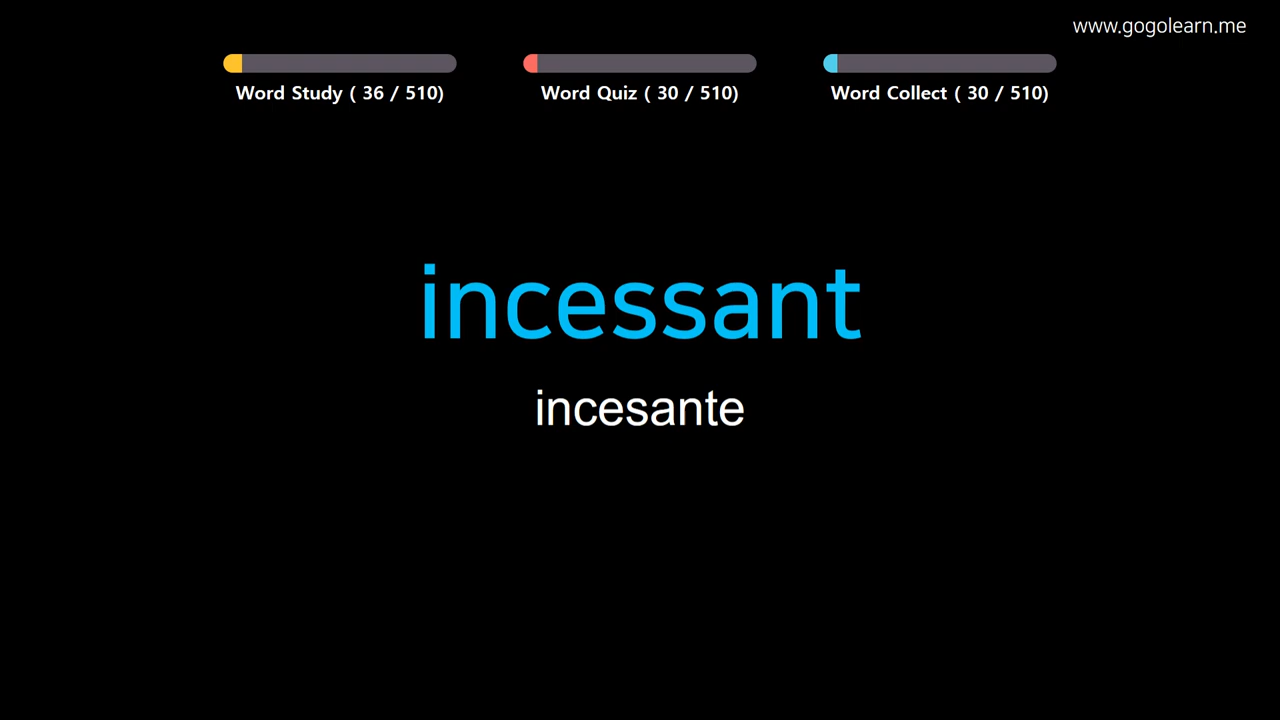 www.gogolearn.me
Word Study ( 36 / 510)
Word Quiz ( 30 / 510)
Word Collect ( 30 / 510)
incessant
incesante